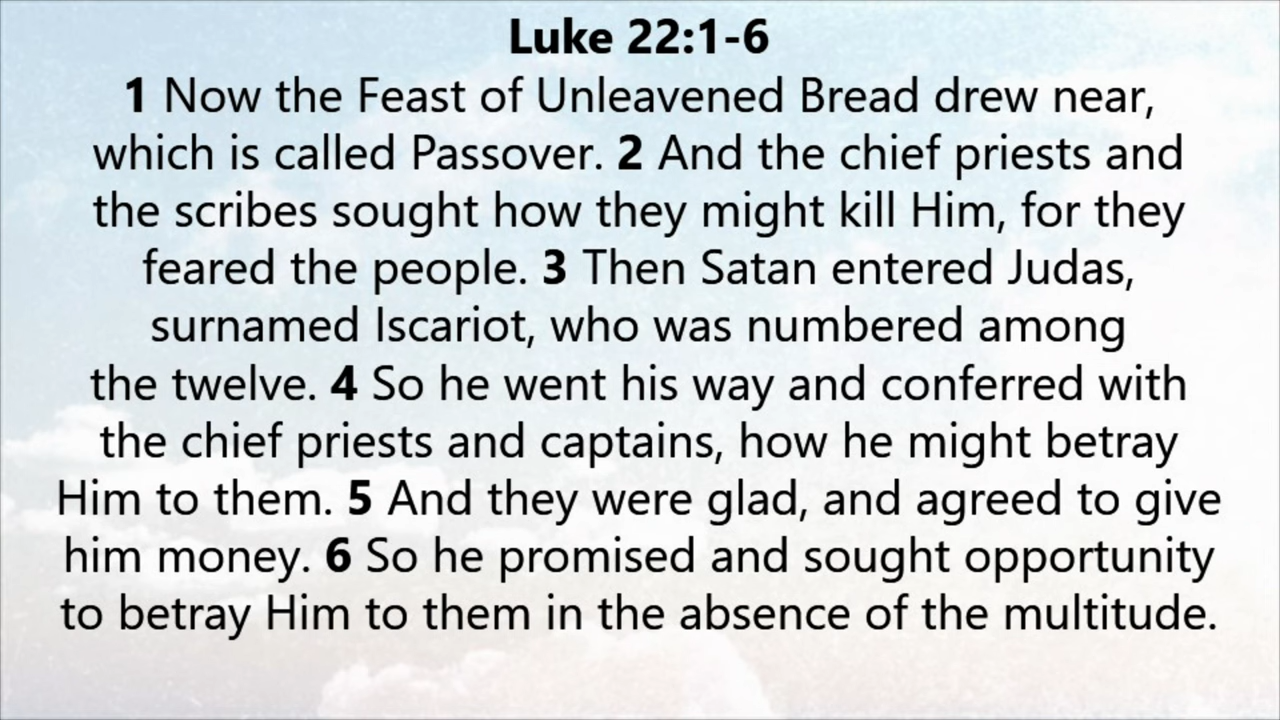 Luke 22:1-6
1 Now the Feast of Unleavened Bread drew near,
which is called Passover. 2 And the chief priests and
the scribes sought how they might kill Him, for they
feared the people. 3 Then Satan entered Judas,
surnamed Iscariot, who was numbered among
the twelve. 4 So he went his way and conferred with
the chief priests and captains, how he might betray
Him to them. 5 And they were glad, and agreed to give
him money. 6 So he promised and sought opportunity
to betray Him to them in the absence of the multitude.